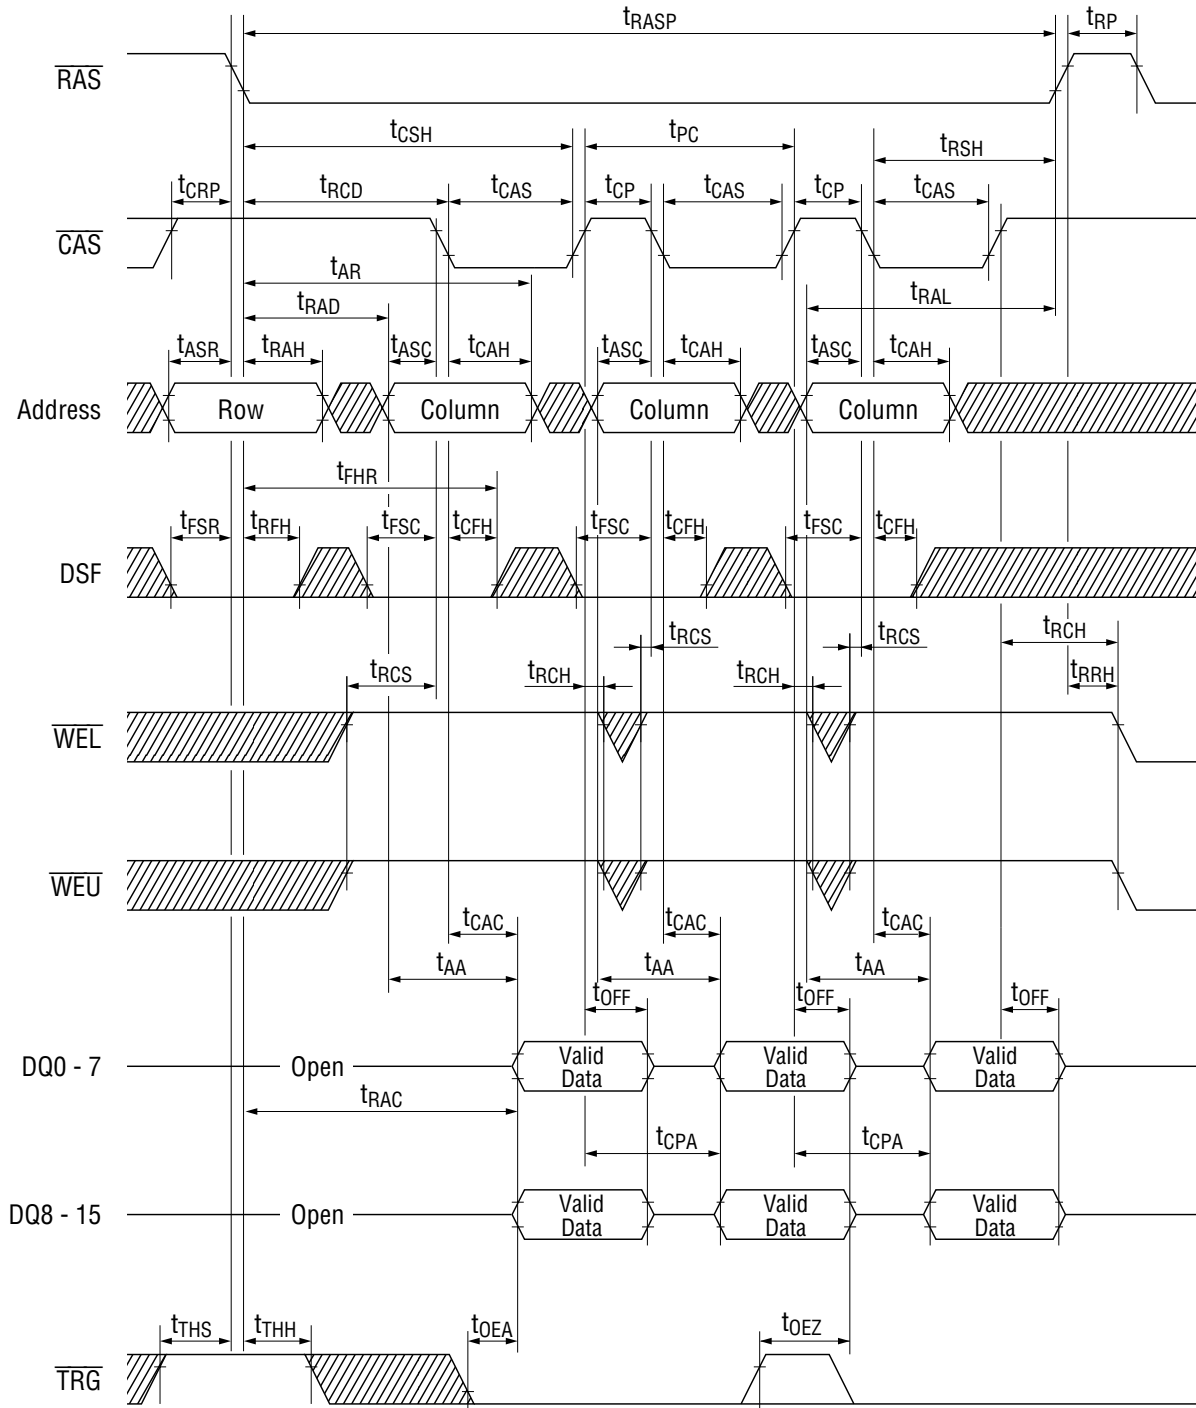 tRASP tRP
RAS
tCSH tPC tRSH
tCRP tRCD tCAS tCP tCAS tCP tCAS
CAS
tAR
tRAD tRAL
tASR tRAH tASC tCAH tASC tCAH tASC tCAH
Address Row Column Column Column
tFHR
tFSR tRFH tFSC tCFH tFSC tCFH tFSC tCFH
DSF
tRCS tRCS tRCH
tRCS tRCH tRCH tRRH
WEL
WEU
tCAC tCAC tCAC
tAA tAA tAA
tOFF tOFF tOFF
DQ0 - 7 Open Valid Data Valid Data Valid Data
tRAC
tCPA tCPA
DQ8 - 15 Open Valid Data Valid Data Valid Data
tTHS tTHH tOEA tOEZ
TRG